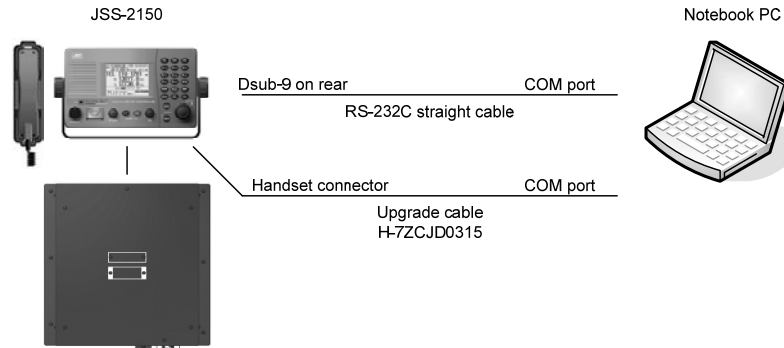 JSS-2150
Notebook PC
Dsub-9 on rear
COM port
RS-232C straight cable
Handset connector
COM port
Upgrade cable
H-7ZCJD0315